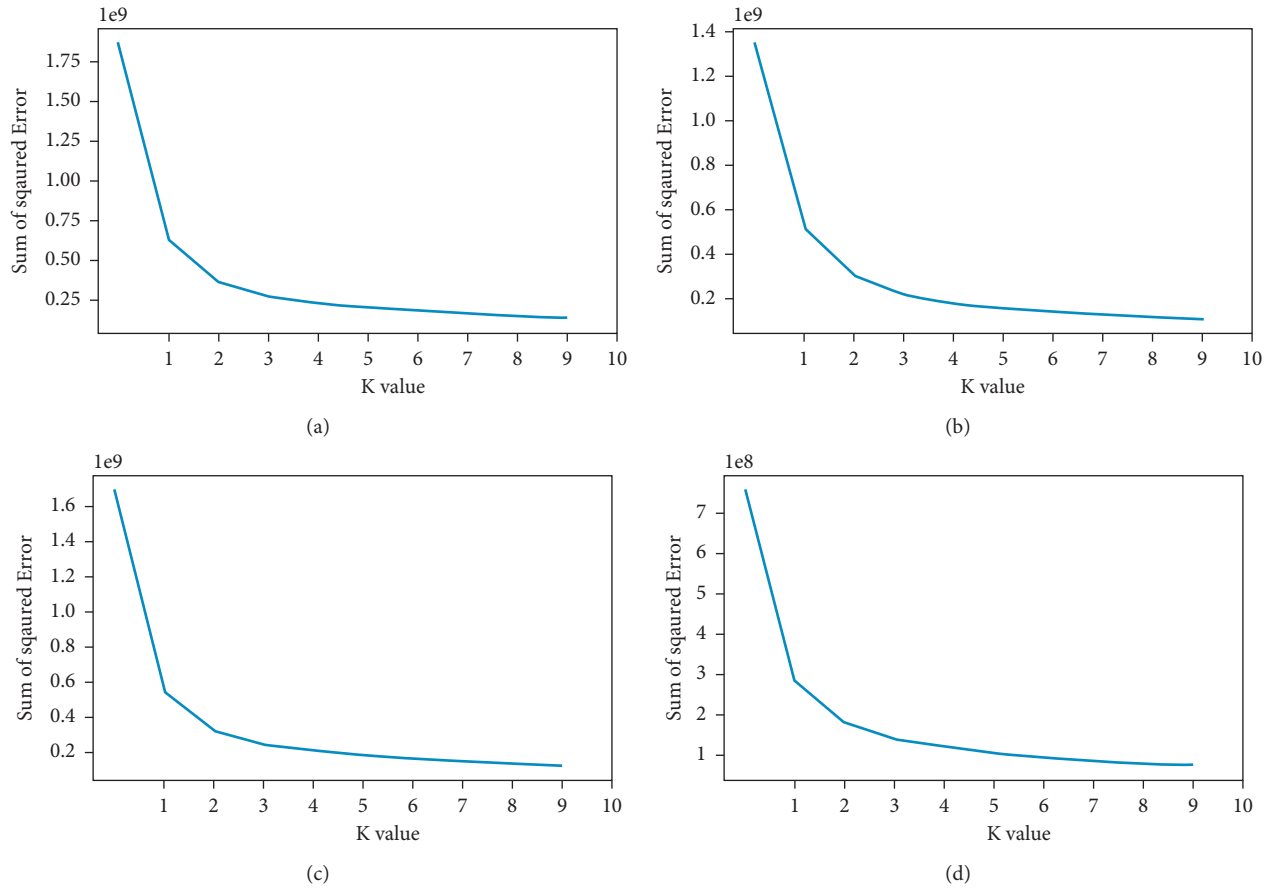 1e9
Sum of sqaured Error
1.75
1.50
1.25
1.00
0.75
0.50
0.25
1 2 3 4 5 6 7 8 9 10
K value
(a)
1e9
Sum of sqaured Error
1.4
1.0
0.8
0.6
0.4
0.2
1 2 3 4 5 6 7 8 9 10
K value
(b)
1e9
Sum of sqaured Error
1.6
1.4
1.2
1.0
0.8
0.6
0.4
0.2
1 2 3 4 5 6 7 8 9 10
K value
(c)
1e8
Sum of sqaured Error
7
6
5
4
3
2
1
1 2 3 4 5 6 7 8 9 10
K value
(d)